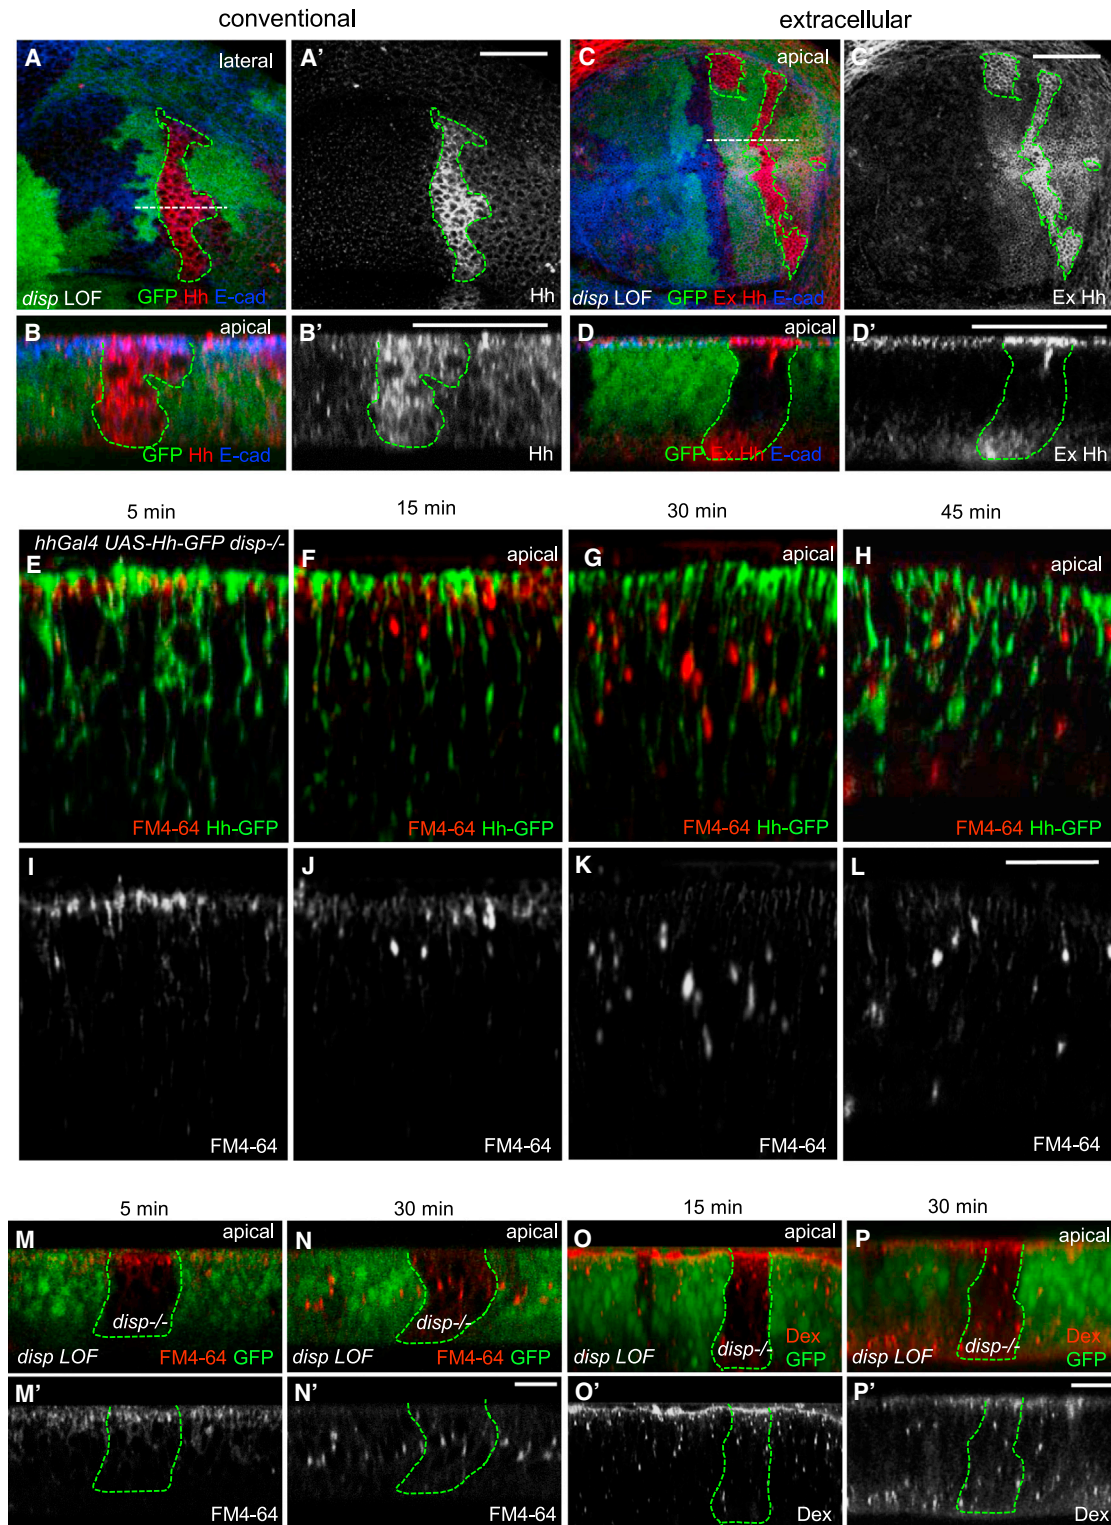 conventional
extracellular
A
lateral
disp LOF
GFP Hh E-cad
A'
Hh
C
apical
disp LOF
GFP Ex Hh E-cad
C'
Ex Hh
B
apical
GFP Hh E-cad
B'
Hh
D
apical
GFP Ex Hh E-cad
D'
Ex Hh
5 min
15 min
30 min
45 min
hhGal4 UAS-Hh-GFP disp-/-
E
FM4-64 Hh-GFP
F
apical
FM4-64 Hh-GFP
G
apical
FM4-64 Hh-GFP
H
apical
FM4-64 Hh-GFP
I
FM4-64
J
FM4-64
K
FM4-64
L
FM4-64
5 min
30 min
15 min
30 min
M
apical
disp-/-
disp LOF
FM4-64 GFP
N
apical
disp-/-
disp LOF
FM4-64 GFP
O
apical
disp-/-
disp LOF
Dex
GFP
P
apical
disp-/-
disp LOF
Dex
GFP
M'
FM4-64
N'
FM4-64
O'
Dex
P'
Dex